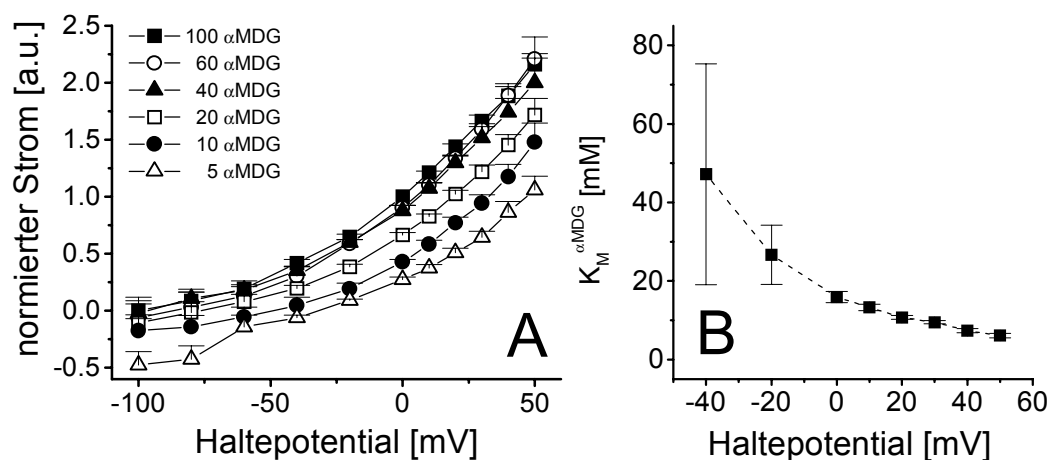 normierter Strom [a.u.]
2.5
2.0
1.5
1.0
0.5
0.0
-0.5
100 αMDG
60 αMDG
40 αMDG
20 αMDG
10 αMDG
5 αMDG
A
-100
-50
0
50
Haltepotential [mV]
K_M^αMDG [mM]
80
60
40
20
0
B
-40
-20
0
20
40
60
Haltepotential [mV]